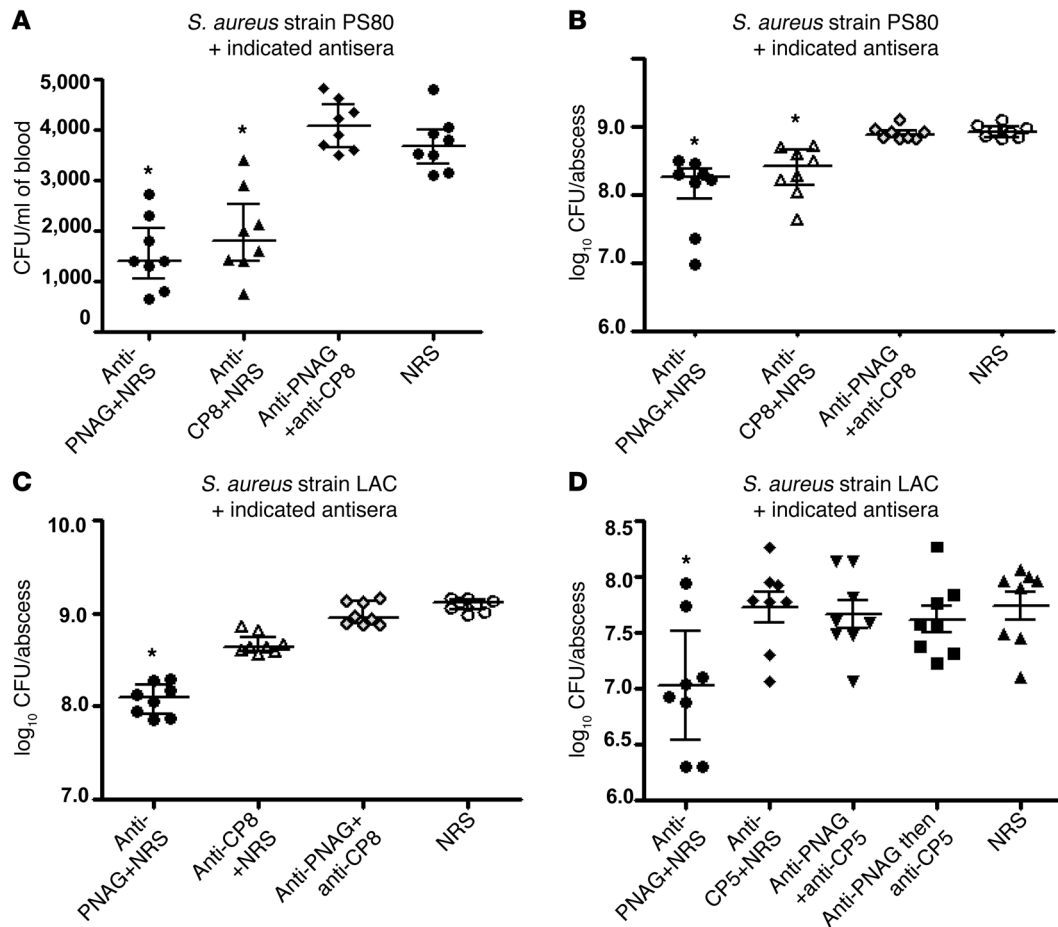 A
S. aureus strain PS80
+ indicated antisera
CFU/ml of blood
5,000
4,000
3,000
2,000
1,000
0
*
*
Anti-
PNAG+NRS
Anti-
CP8+NRS
Anti-PNAG
+anti-CP8
NRS
B
S. aureus strain PS80
+ indicated antisera
log10 CFU/abscess
9.0
8.0
7.0
6.0
*
*
Anti-
PNAG+NRS
Anti-
CP8+NRS
Anti-PNAG
+anti-CP8
NRS
C
S. aureus strain LAC
+ indicated antisera
log10 CFU/abscess
10.0
9.0
8.0
7.0
*
Anti-
PNAG+NRS
Anti-CP8
+NRS
Anti-PNAG+
anti-CP8
NRS
D
S. aureus strain LAC
+ indicated antisera
log10 CFU/abscess
8.5
8.0
7.5
7.0
6.5
6.0
*
Anti-
PNAG+NRS
Anti-
CP5+NRS
Anti-PNAG
+anti-CP5
Anti-PNAG then
anti-CP5
NRS